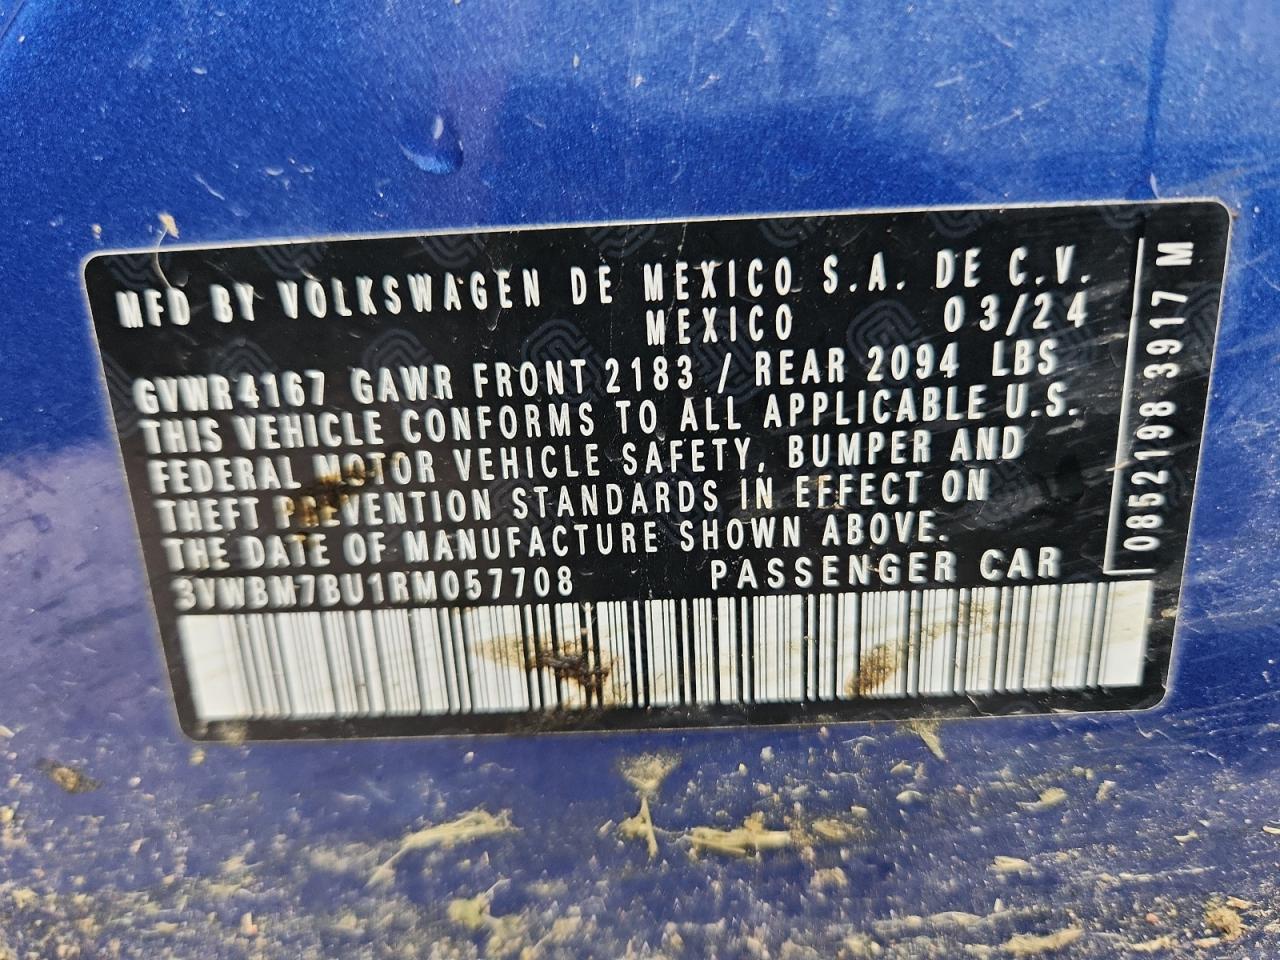 MFD BY VOLKSWAGEN DE MEXICO S.A. DE C.V.
MEXICO 03/24
GVWR 4167 GAWR FRONT 2183 / REAR 2094 LBS
THIS VEHICLE CONFORMS TO ALL APPLICABLE U.S.
FEDERAL MOTOR VEHICLE SAFETY, BUMPER AND
THEFT PREVENTION STANDARDS IN EFFECT ON
THE DATE OF MANUFACTURE SHOWN ABOVE.
3VWBM7BU1RM057708 PASSENGER CAR
0852198 3917 M